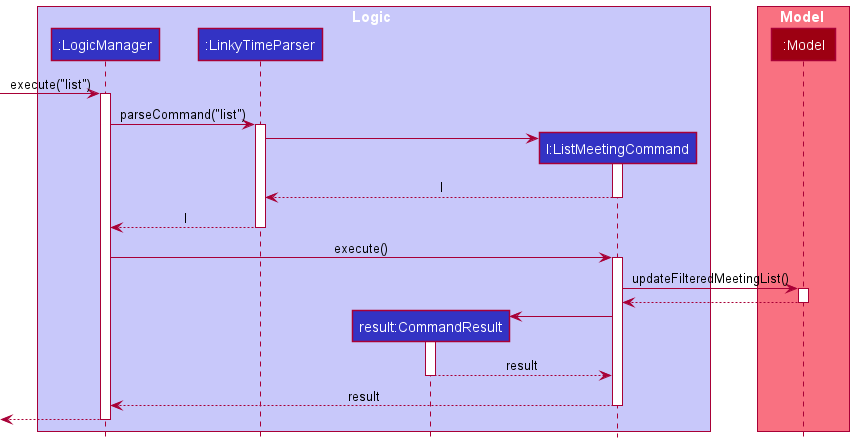 Logic
Model
:LogicManager
:LinkyTimeParser
:Model
execute("list")
parseCommand("list")
l:ListMeetingCommand
l
l
execute()
updateFilteredMeetingList()
result:CommandResult
result
result